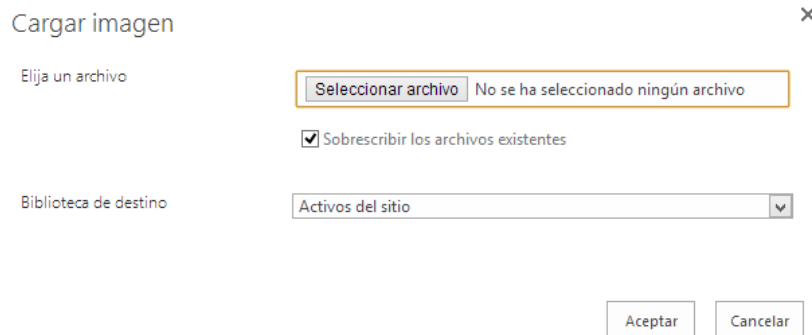 Cargar imagen
Elija un archivo
Seleccionar archivo No se ha seleccionado ningún archivo
Sobrescribir los archivos existentes
Biblioteca de destino
Activos del sitio
Aceptar Cancelar